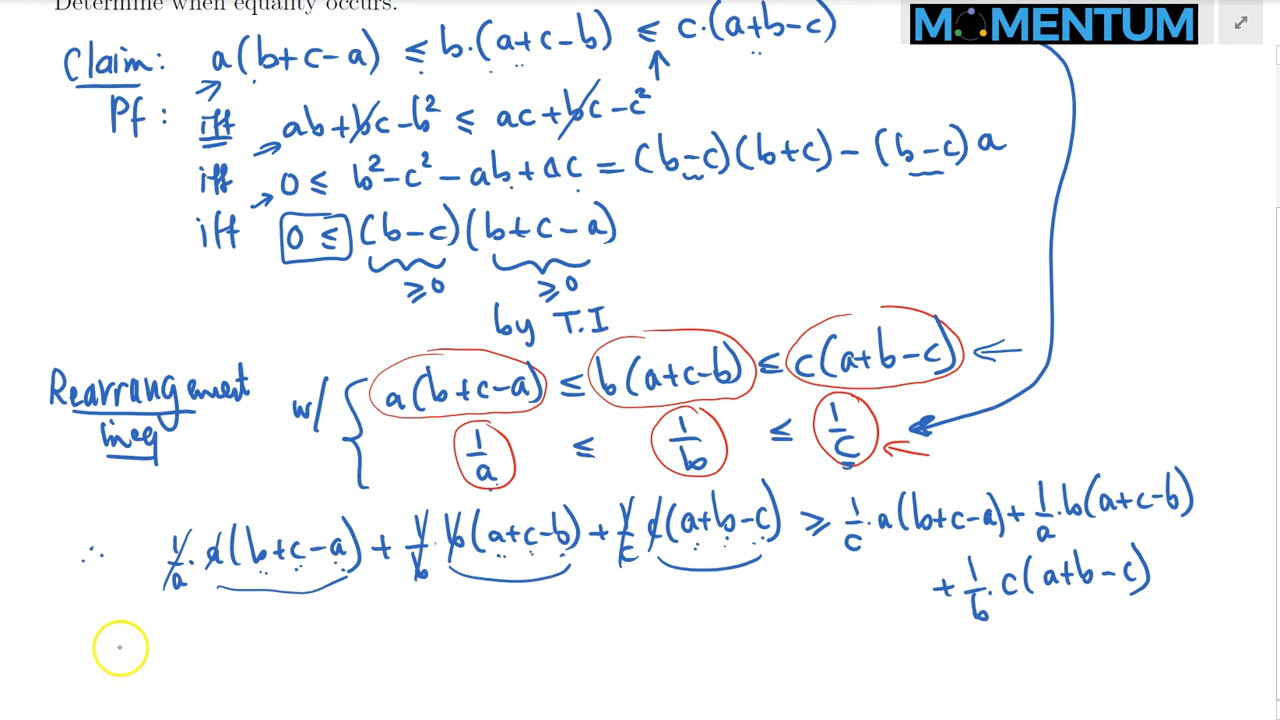 Determine when equality occurs.
MOMENTUM
Claim: a(b+c-a) ≤ b·(a+c-b) ≤ c·(a+b-c)
Pf: iff ab+bc-b² ≤ ac+bc-c²
iff 0 ≤ b²-c²-ab+ac = (b-c)(b+c) - (b-c)a
iff 0 ≤ (b-c)(b+c-a)
≥0 ≥0
by T.I
Rearrangement ineq
w/ { a(b+c-a) ≤ b(a+c-b) ≤ c(a+b-c)
1/a ≤ 1/b ≤ 1/c
∴ 1/a·a(b+c-a) + 1/b·b(a+c-b) + 1/c·c(a+b-c) ≥ 1/c·a(b+c-a) + 1/a·b(a+c-b)
+ 1/b·c(a+b-c)